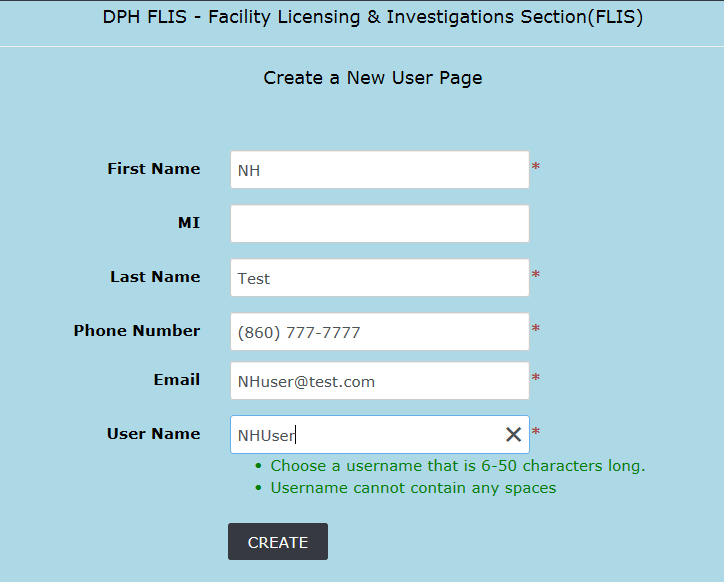 DPH FLIS - Facility Licensing & Investigations Section(FLIS)
Create a New User Page
First Name NH *
MI
Last Name Test *
Phone Number (860) 777-7777 *
Email NHuser@test.com *
User Name NHUser *
• Choose a username that is 6-50 characters long.
• Username cannot contain any spaces
CREATE